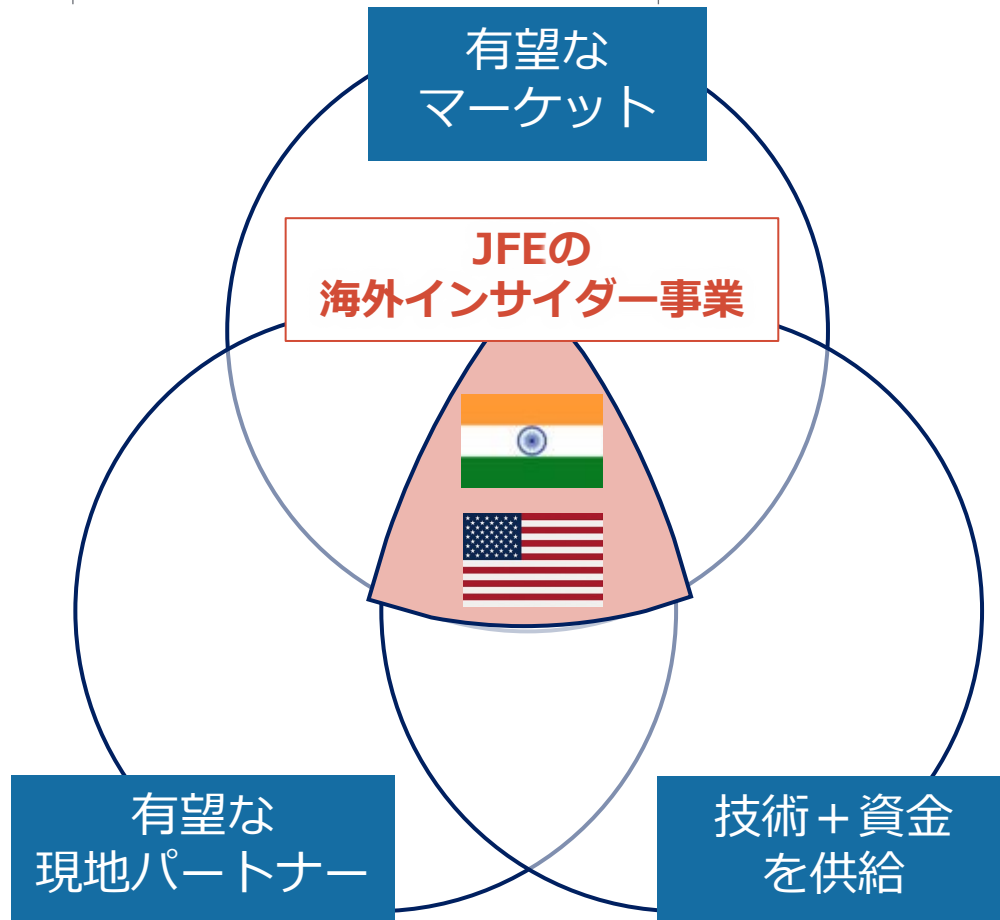 有望な
マーケット
JFEの
海外インサイダー事業
有望な
現地パートナー
技術＋資金
を供給